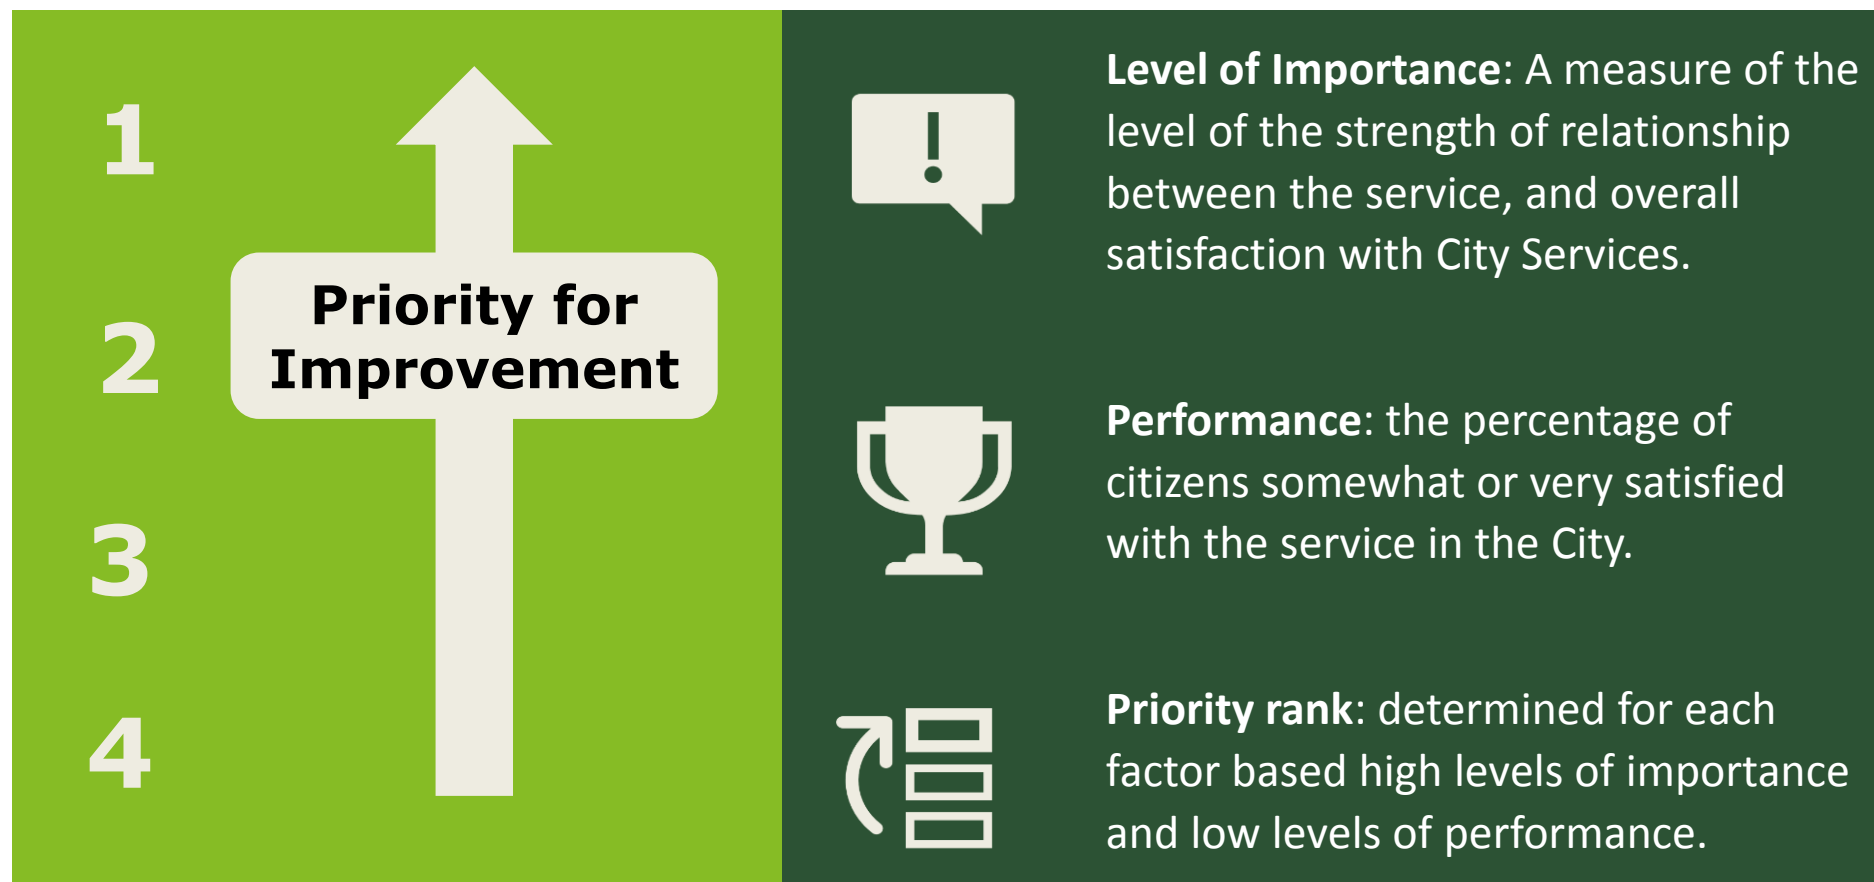 1
2
3
4
Priority for
Improvement
!
Level of Importance: A measure of the
level of the strength of relationship
between the service, and overall
satisfaction with City Services.
Performance: the percentage of
citizens somewhat or very satisfied
with the service in the City.
Priority rank: determined for each
factor based high levels of importance
and low levels of performance.